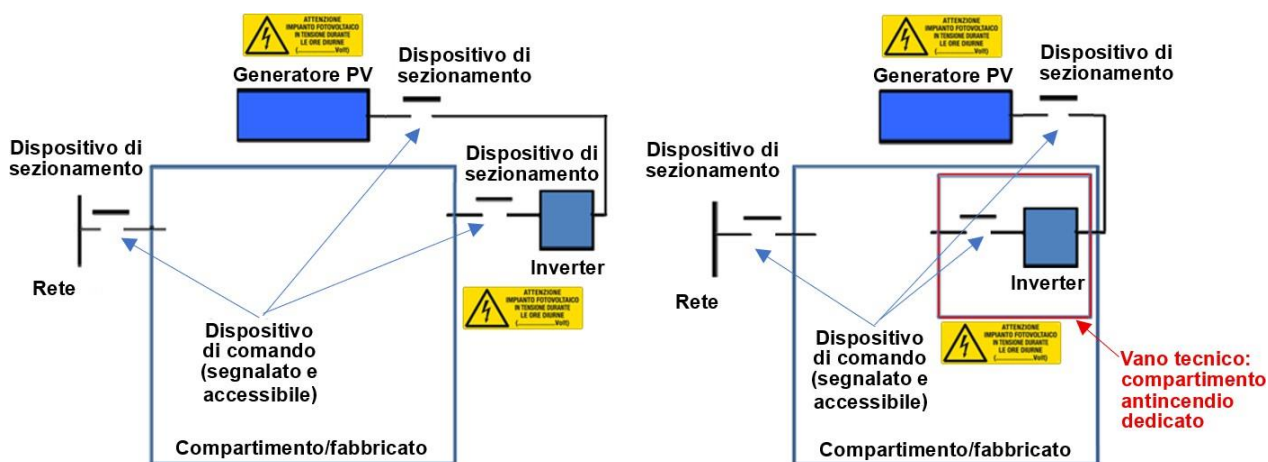 ATTENZIONE
IMPIANTO FOTOVOLTAICO
IN TENSIONE DURANTE
LE ORE DIURNE
(................Volt)
Dispositivo di
sezionamento
Generatore PV
Dispositivo di
sezionamento
Dispositivo di
sezionamento
Inverter
Rete
ATTENZIONE
IMPIANTO FOTOVOLTAICO
IN TENSIONE DURANTE
LE ORE DIURNE
(................Volt)
Dispositivo
di comando
(segnalato e
accessibile)
Compartimento/fabbricato
ATTENZIONE
IMPIANTO FOTOVOLTAICO
IN TENSIONE DURANTE
LE ORE DIURNE
(................Volt)
Dispositivo di
sezionamento
Generatore PV
Dispositivo di
sezionamento
Inverter
Rete
ATTENZIONE
IMPIANTO FOTOVOLTAICO
IN TENSIONE DURANTE
LE ORE DIURNE
(................Volt)
Dispositivo
di comando
(segnalato e
accessibile)
Vano tecnico:
compartimento
antincendio
dedicato
Compartimento/fabbricato